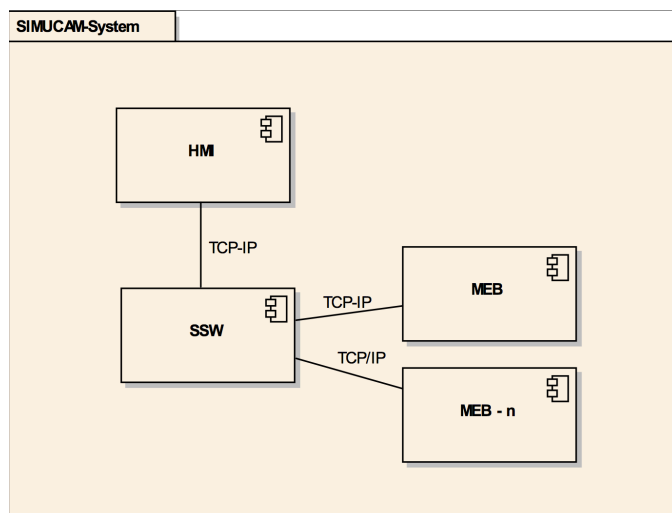 SIMUCAM-System
HMI
TCP-IP
SSW
TCP-IP
MEB
TCP/IP
MEB - n